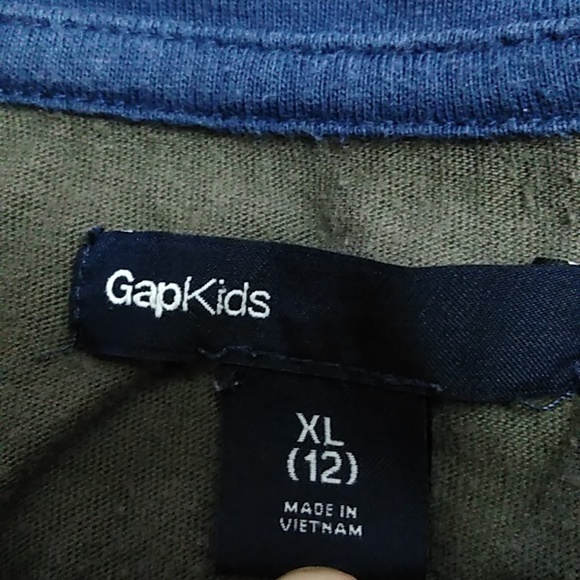 GapKids
XL
(12)
MADE IN
VIETNAM